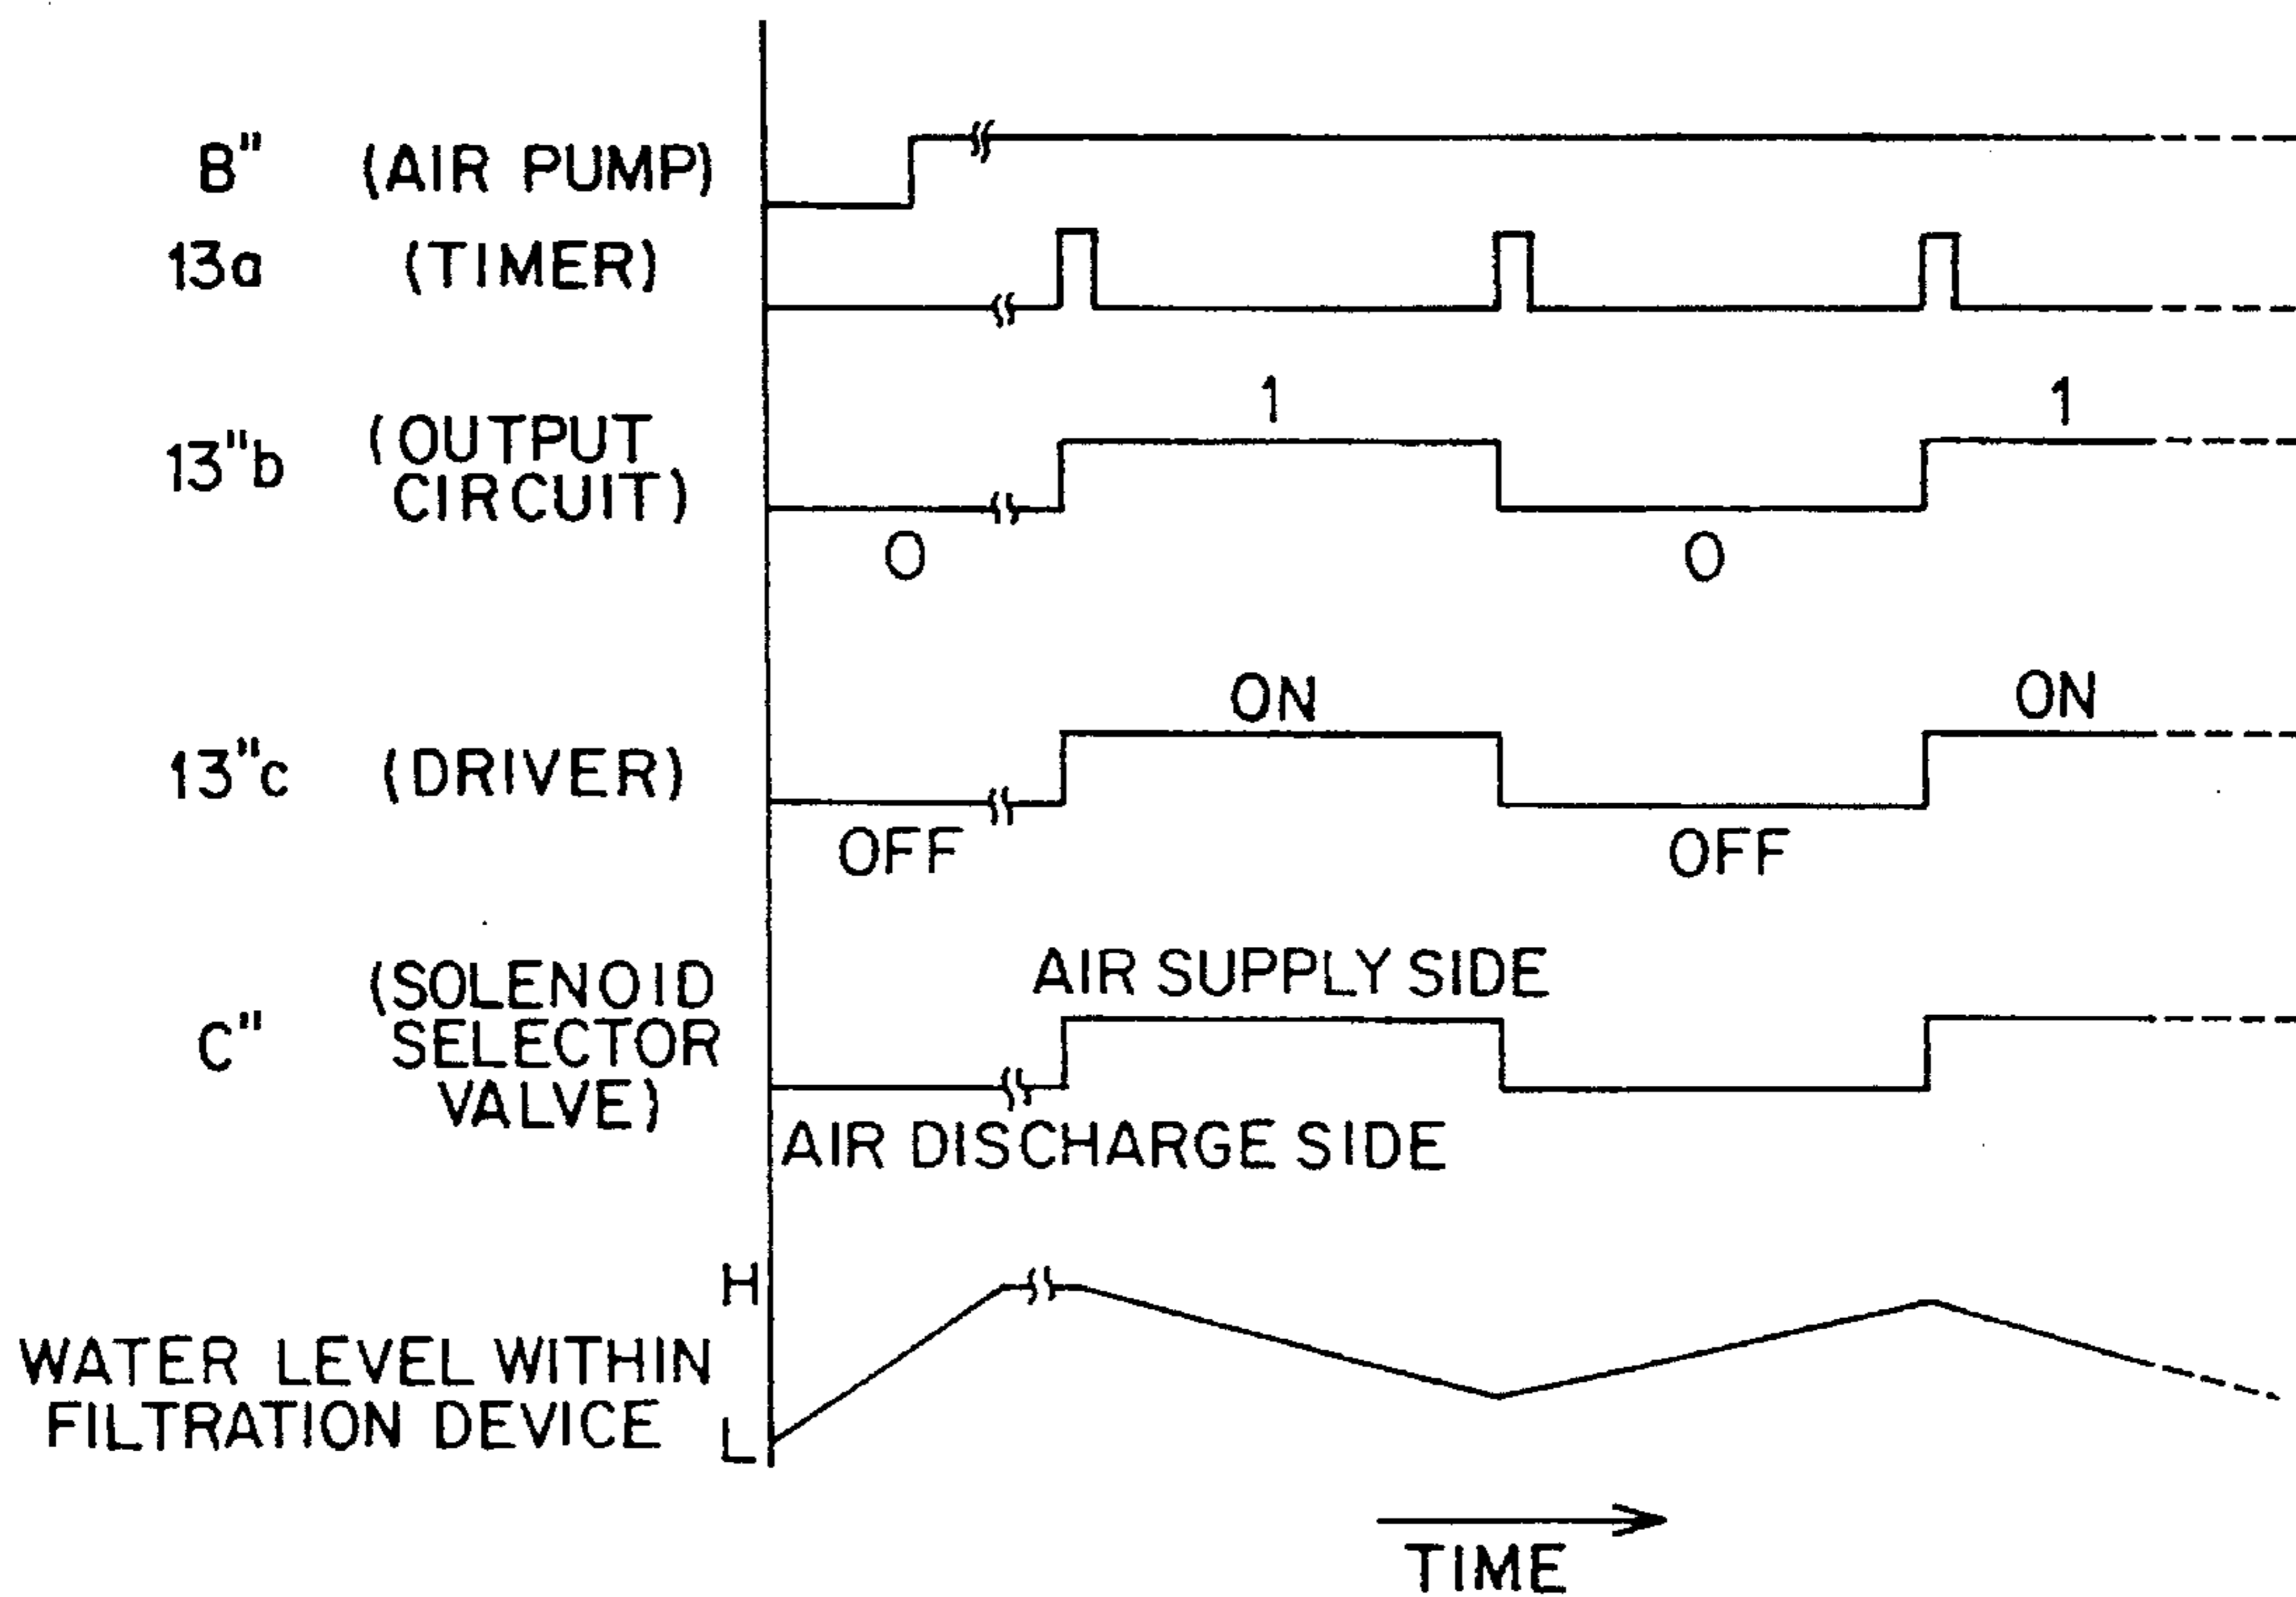 B" (AIR PUMP)
13a (TIMER)
13"b (OUTPUT
CIRCUIT)
1 1
0 0
13"c (DRIVER)
ON ON
OFF OFF
C" (SOLENOID
SELECTOR
VALVE)
AIR SUPPLY SIDE
AIR DISCHARGE SIDE
H
WATER LEVEL WITHIN
FILTRATION DEVICE
L
TIME